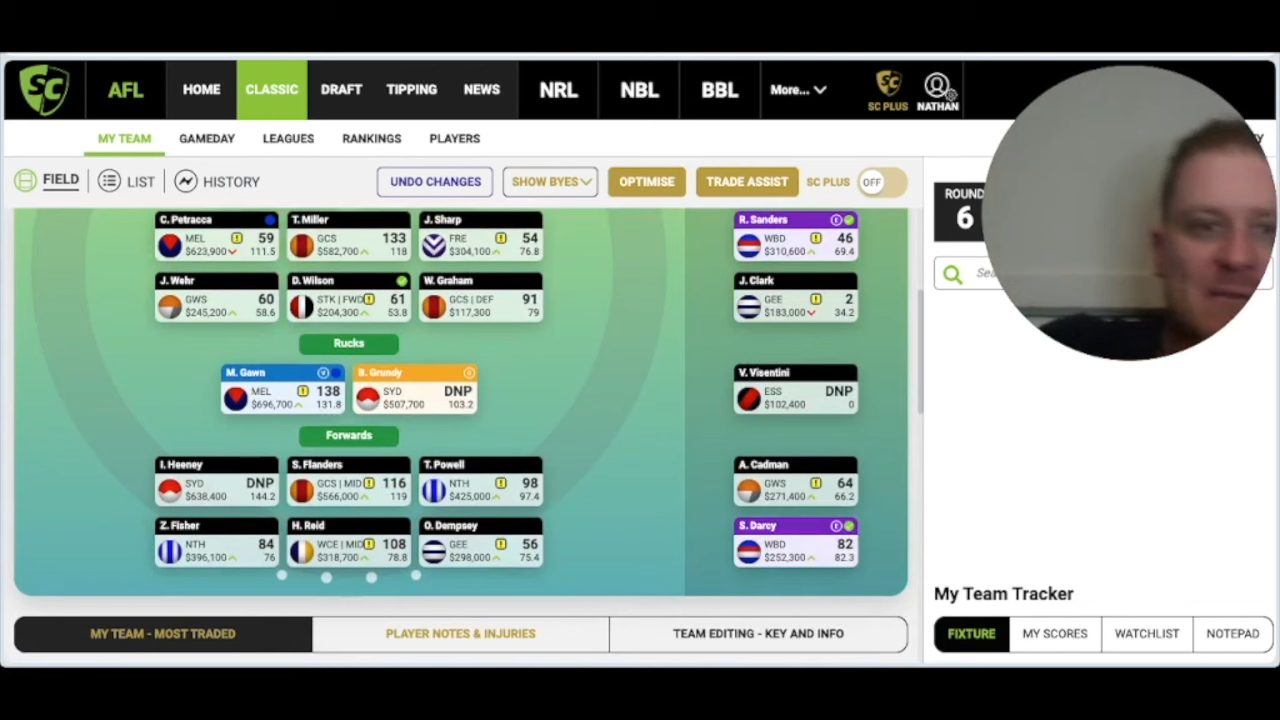 SC AFL HOME CLASSIC DRAFT TIPPING NEWS NRL NBL BBL More... SC PLUS NATHAN
MY TEAM GAMEDAY LEAGUES RANKINGS PLAYERS
FIELD LIST HISTORY UNDO CHANGES SHOW BYES OPTIMISE TRADE ASSIST SC PLUS OFF
ROUND
6
C. Petracca T. Miller J. Sharp R. Sanders E
MEL ! 59 GCS 133 FRE ! 54 WBD ! 46
$623,900 111.5 $582,700 118 $304,100 76.8 $310,600 69.4
J. Wehr D. Wilson W. Graham J. Clark
GWS 60 STK | FWD ! 61 GCS | DEF 91 GEE ! 2
$245,200 58.6 $204,300 53.8 $117,300 79 $183,000 34.2
Rucks
M. Gawn V B. Grundy C V. Visentini
MEL ! 138 SYD DNP ESS DNP
$696,700 131.8 $507,700 103.2 $102,400 0
Forwards
I. Heeney S. Flanders T. Powell A. Cadman
SYD DNP GCS | MID ! 116 NTH ! 98 GWS ! 64
$638,400 144.2 $566,000 119 $425,000 97.4 $271,400 66.2
Z. Fisher H. Reid O. Dempsey S. Darcy E
NTH 84 WCE | MID ! 108 GEE ! 56 WBD ! 82
$396,100 76 $318,700 78.8 $298,000 75.4 $252,300 82.3
My Team Tracker
MY TEAM - MOST TRADED PLAYER NOTES & INJURIES TEAM EDITING - KEY AND INFO
FIXTURE MY SCORES WATCHLIST NOTEPAD